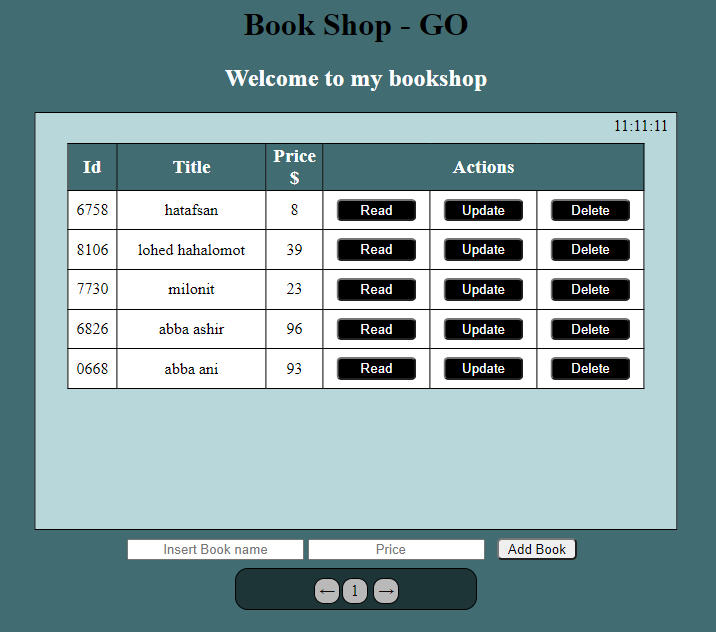 Book Shop - GO
Welcome to my bookshop
11:11:11
Id Title Price $ Actions
6758 hatafsan 8 Read Update Delete
8106 lohed hahalomot 39 Read Update Delete
7730 milonit 23 Read Update Delete
6826 abba ashir 96 Read Update Delete
0668 abba ani 93 Read Update Delete
Insert Book name Price Add Book
← 1 →